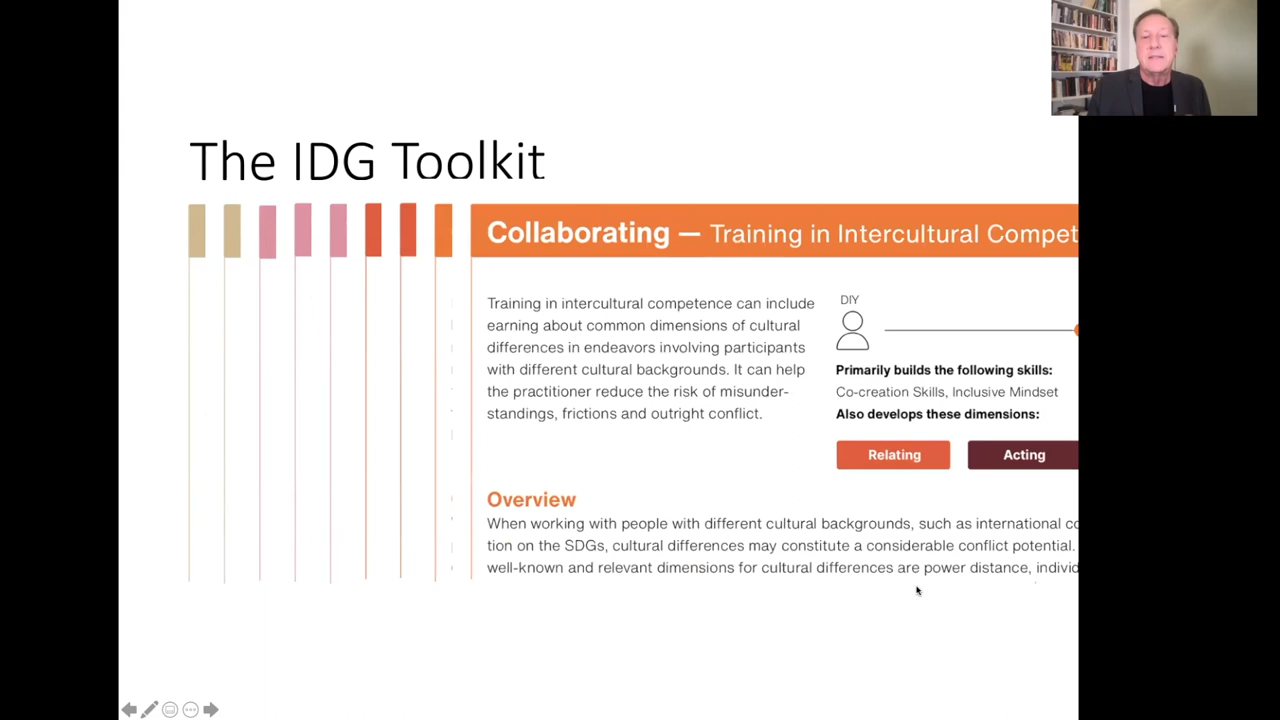 The IDG Toolkit
Collaborating — Training in Intercultural Compet
Training in intercultural competence can include
earning about common dimensions of cultural
differences in endeavors involving participants
with different cultural backgrounds. It can help
the practitioner reduce the risk of misunder-
standings, frictions and outright conflict.
DIY
Primarily builds the following skills:
Co-creation Skills, Inclusive Mindset
Also develops these dimensions:
Relating
Acting
Overview
When working with people with different cultural backgrounds, such as international co
tion on the SDGs, cultural differences may constitute a considerable conflict potential.
well-known and relevant dimensions for cultural differences are power distance, individ